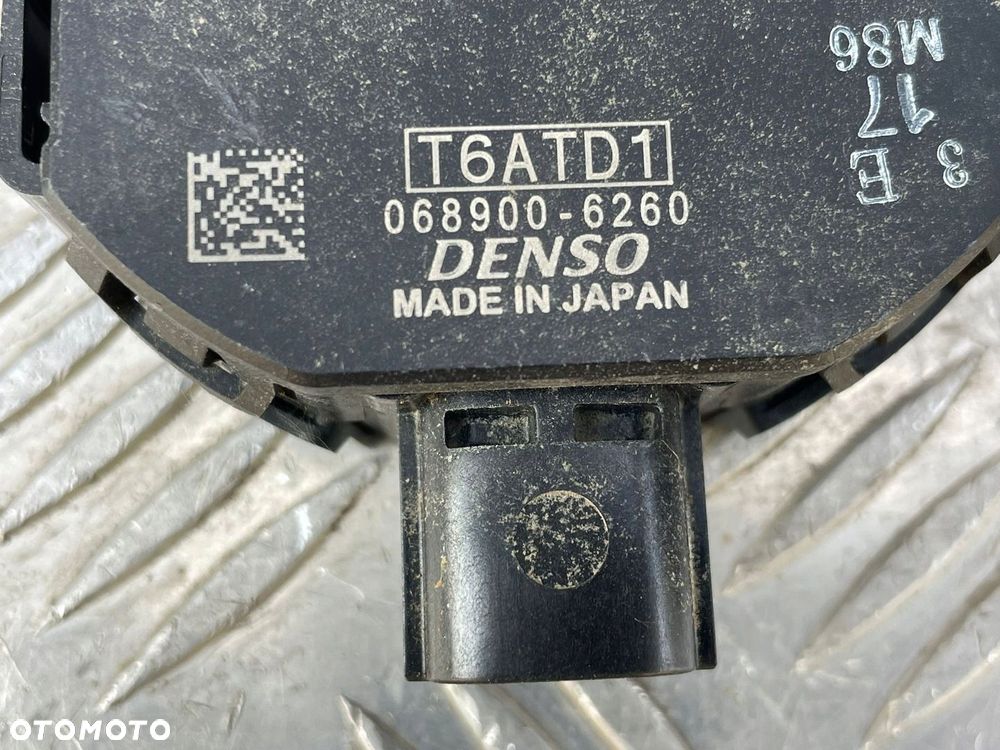 M86
17
3 E
T6ATD1
068900-6260
DENSO
MADE IN JAPAN
OTOMOTO